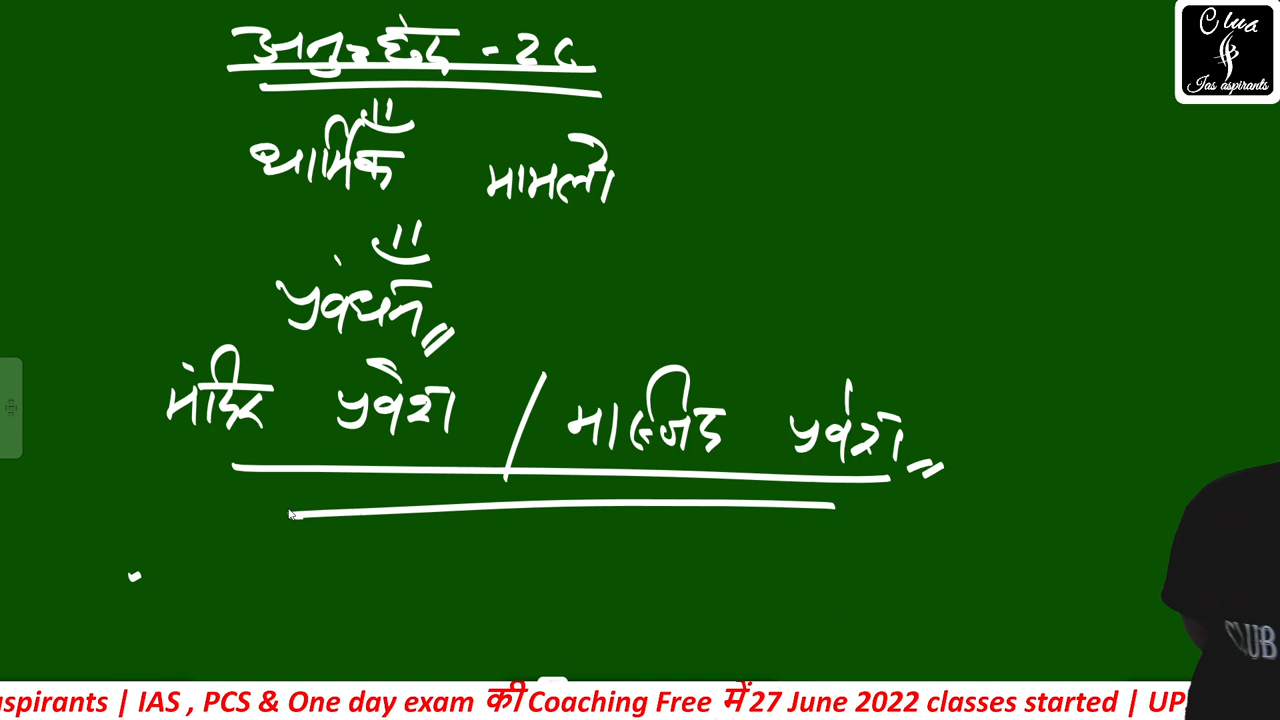 अनुच्छेद - 26
धार्मिक मामलो
प्रबंधन
मंदिर प्रवेश / मस्जिद प्रवेश
Club
Ias aspirants
CLUB
aspirants | IAS , PCS & One day exam की Coaching Free में 27 June 2022 classes started | UP